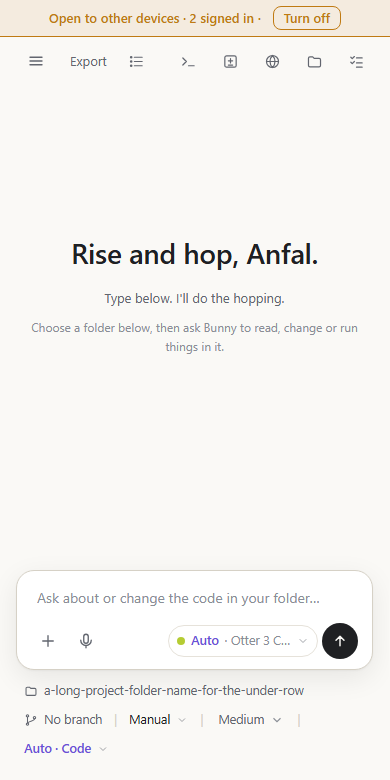 Open to other devices · 2 signed in · Turn off
Export
Rise and hop, Anfal.
Type below. I'll do the hopping.
Choose a folder below, then ask Bunny to read, change or run
things in it.
Ask about or change the code in your folder...
Auto · Otter 3 C...
a-long-project-folder-name-for-the-under-row
No branch | Manual | Medium |
Auto · Code